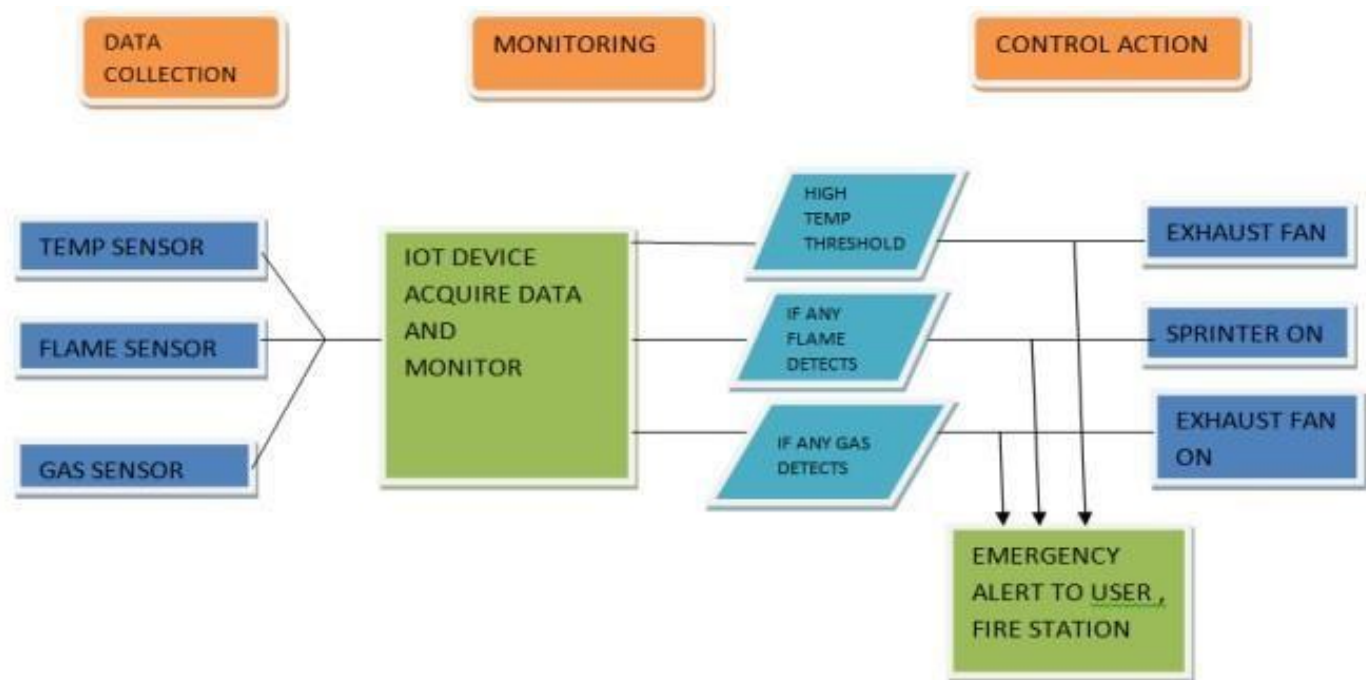 DATA
COLLECTION
MONITORING
CONTROL ACTION
TEMP SENSOR
FLAME SENSOR
GAS SENSOR
IOT DEVICE
ACQUIRE DATA
AND
MONITOR
HIGH
TEMP
THRESHOLD
IF ANY
FLAME
DETECTS
IF ANY GAS
DETECTS
EXHAUST FAN
SPRINTER ON
EXHAUST FAN
ON
EMERGENCY
ALERT TO USER ,
FIRE STATION